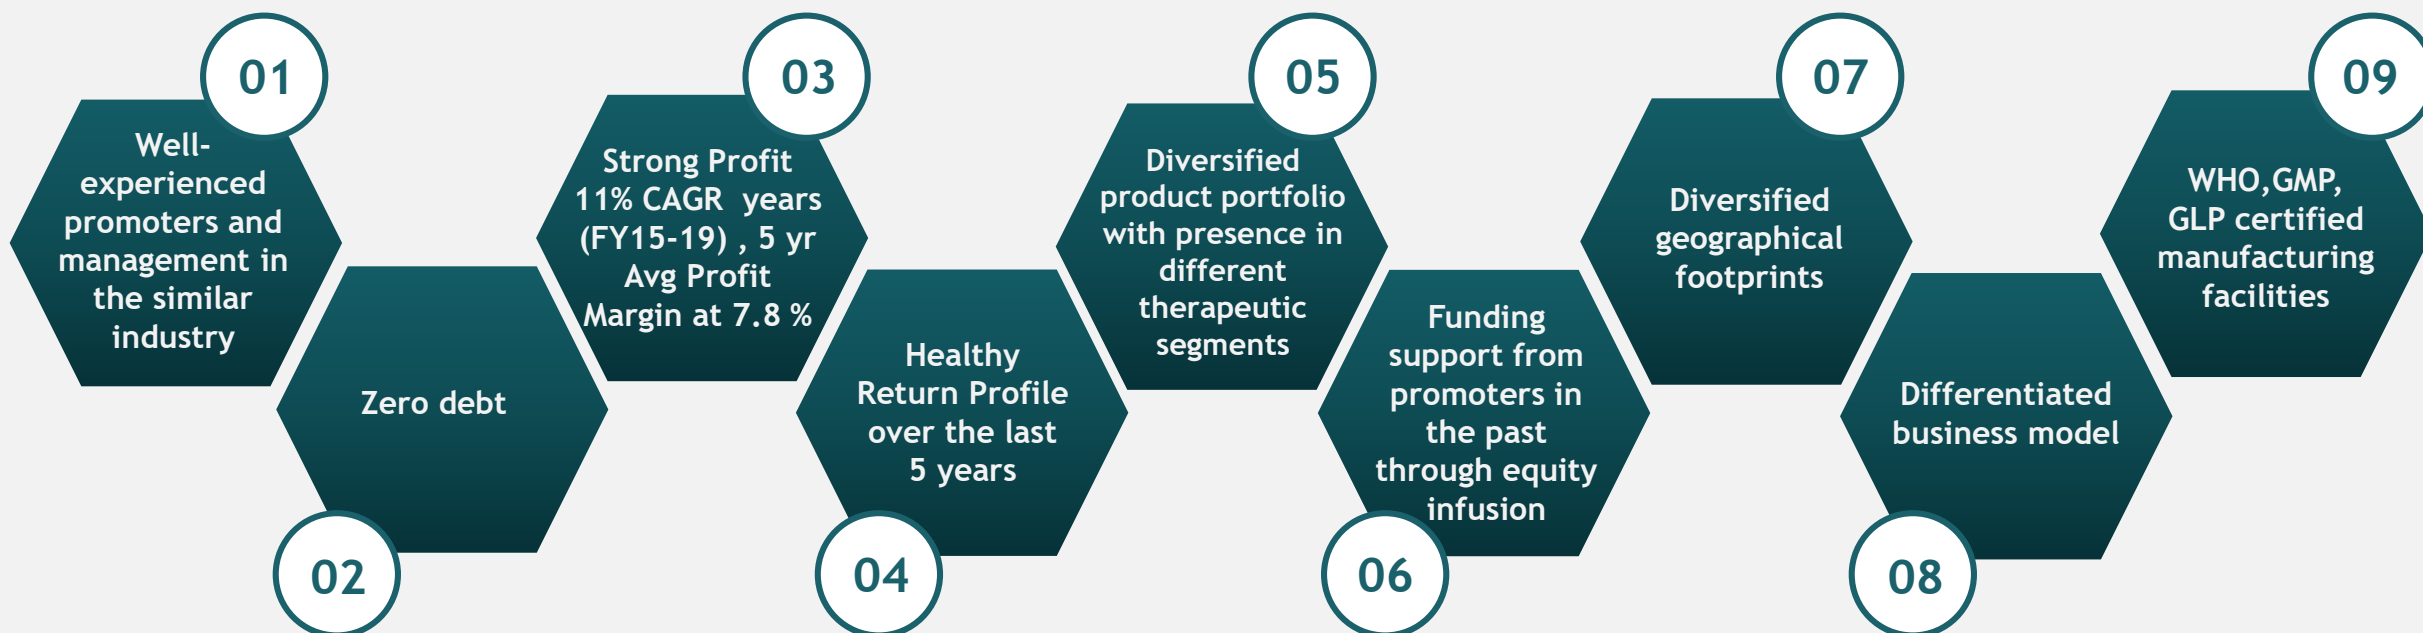 01
Well-
experienced
promoters and
management in
the similar
industry
02
Zero debt
03
Strong Profit
11% CAGR  years
(FY15-19) , 5 yr
Avg Profit
Margin at 7.8 %
04
Healthy
Return Profile
over the last
5 years
05
Diversified
product portfolio
with presence in
different
therapeutic
segments
06
Funding
support from
promoters in
the past
through equity
infusion
07
Diversified
geographical
footprints
08
Differentiated
business model
09
WHO,GMP,
GLP certified
manufacturing
facilities